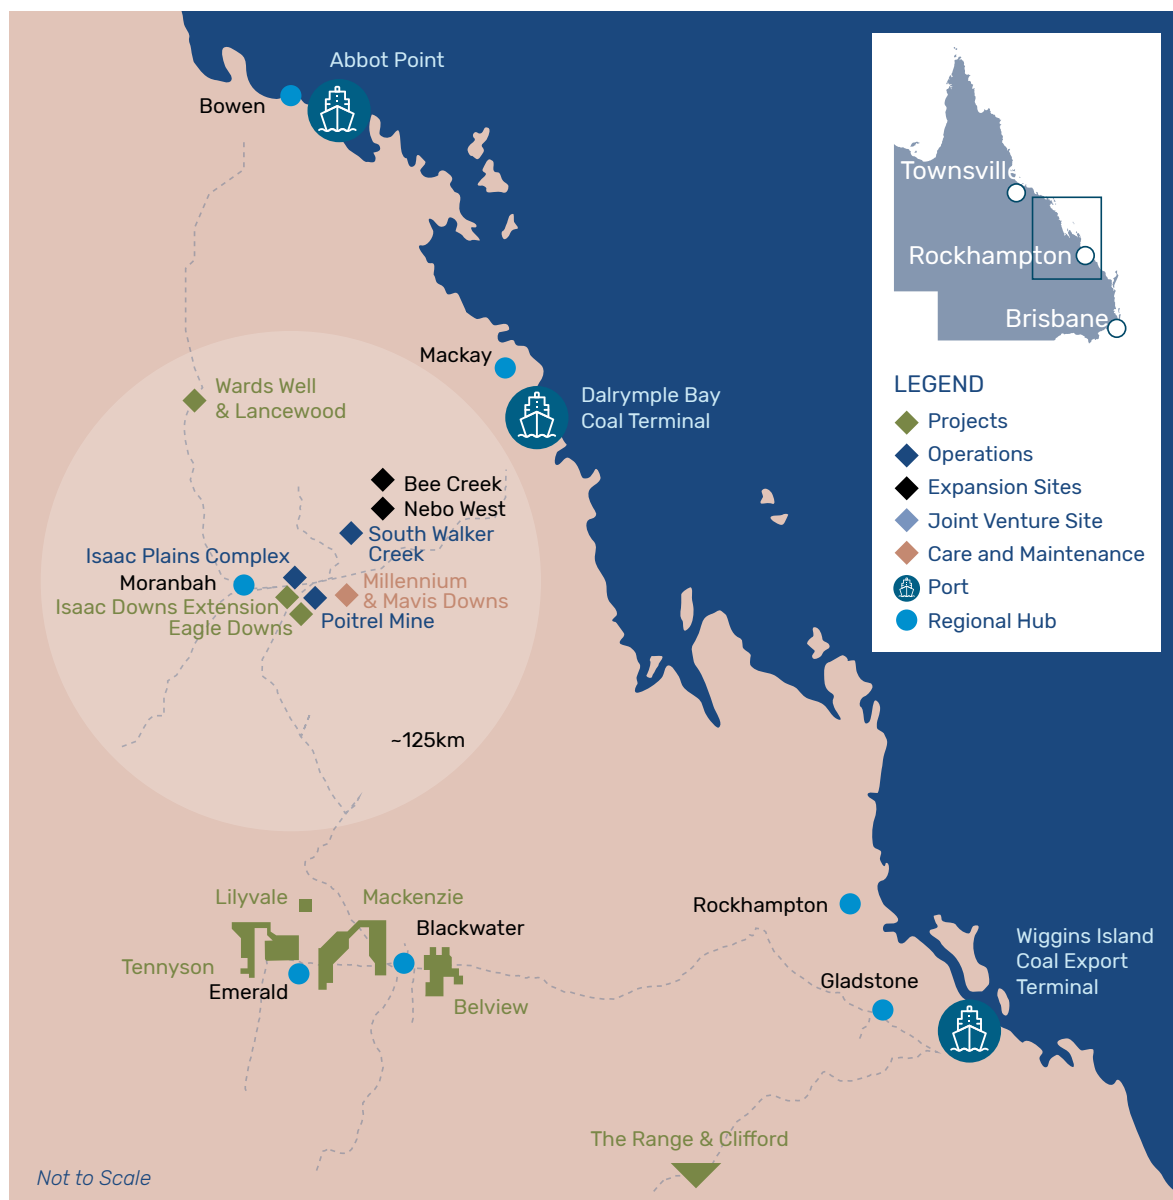 Abbot Point
Bowen
Townsville
Rockhampton
Brisbane
Mackay
Dalrymple Bay
Coal Terminal
Wards Well
& Lancewood
LEGEND
Projects
Operations
Expansion Sites
Joint Venture Site
Care and Maintenance
Port
Regional Hub
Bee Creek
Nebo West
South Walker
Creek
Isaac Plains Complex
Moranbah
Millennium
& Mavis Downs
Isaac Downs Extension
Eagle Downs
Poitrel Mine
~125km
Lilyvale
Mackenzie
Blackwater
Rockhampton
Tennyson
Emerald
Belview
Gladstone
Wiggins Island
Coal Export
Terminal
The Range & Clifford
Not to Scale